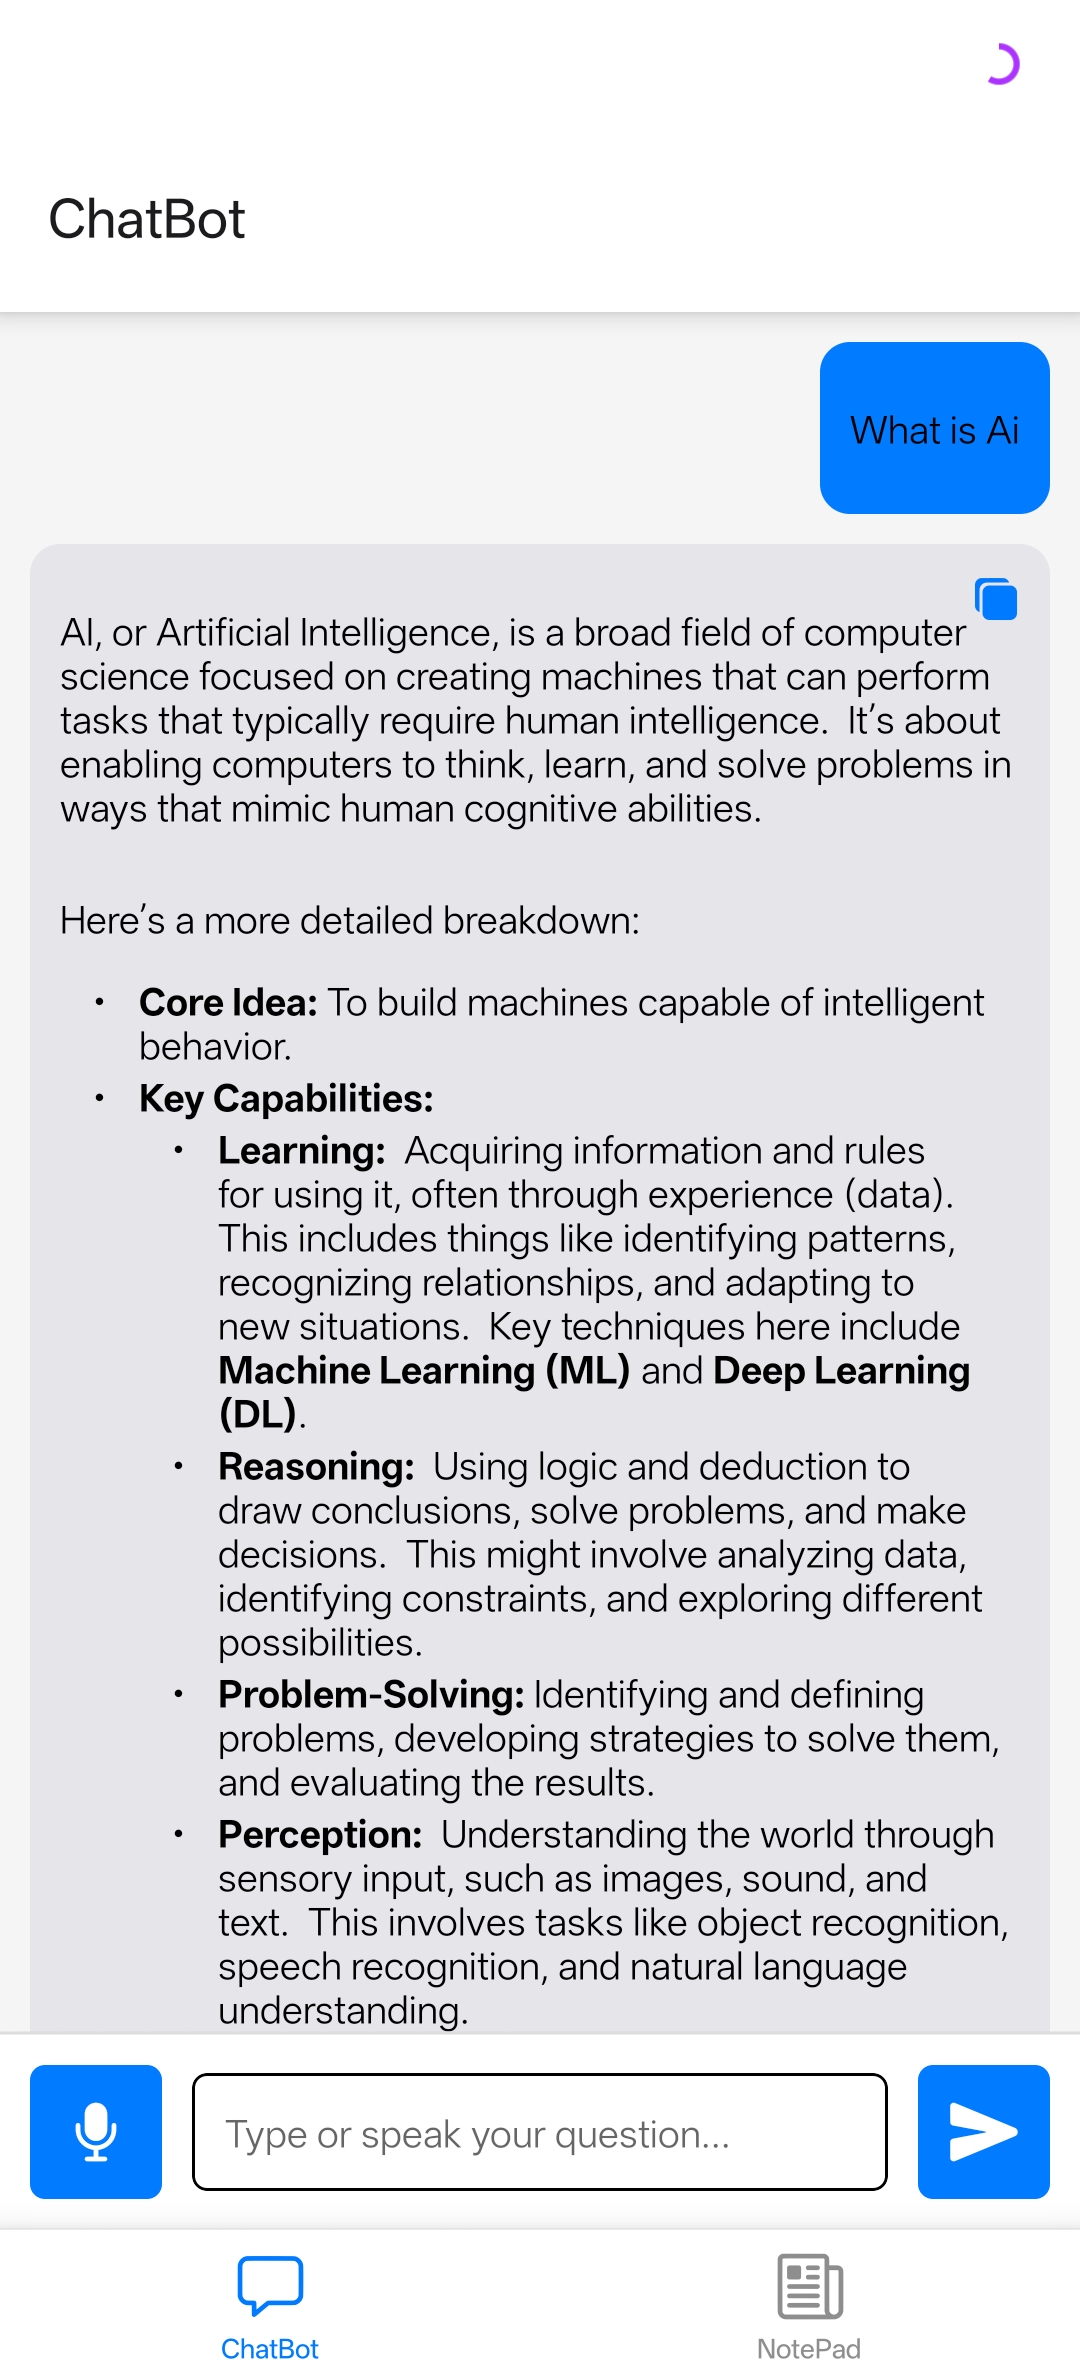 ChatBot
What is Ai
AI, or Artificial Intelligence, is a broad field of computer
science focused on creating machines that can perform
tasks that typically require human intelligence.  It’s about
enabling computers to think, learn, and solve problems in
ways that mimic human cognitive abilities.
Here’s a more detailed breakdown:
• Core Idea: To build machines capable of intelligent
behavior.
• Key Capabilities:
• Learning:  Acquiring information and rules
for using it, often through experience (data).
This includes things like identifying patterns,
recognizing relationships, and adapting to
new situations.  Key techniques here include
Machine Learning (ML) and Deep Learning
(DL).
• Reasoning:  Using logic and deduction to
draw conclusions, solve problems, and make
decisions.  This might involve analyzing data,
identifying constraints, and exploring different
possibilities.
• Problem-Solving: Identifying and defining
problems, developing strategies to solve them,
and evaluating the results.
• Perception:  Understanding the world through
sensory input, such as images, sound, and
text.  This involves tasks like object recognition,
speech recognition, and natural language
understanding.
Type or speak your question...
ChatBot
NotePad